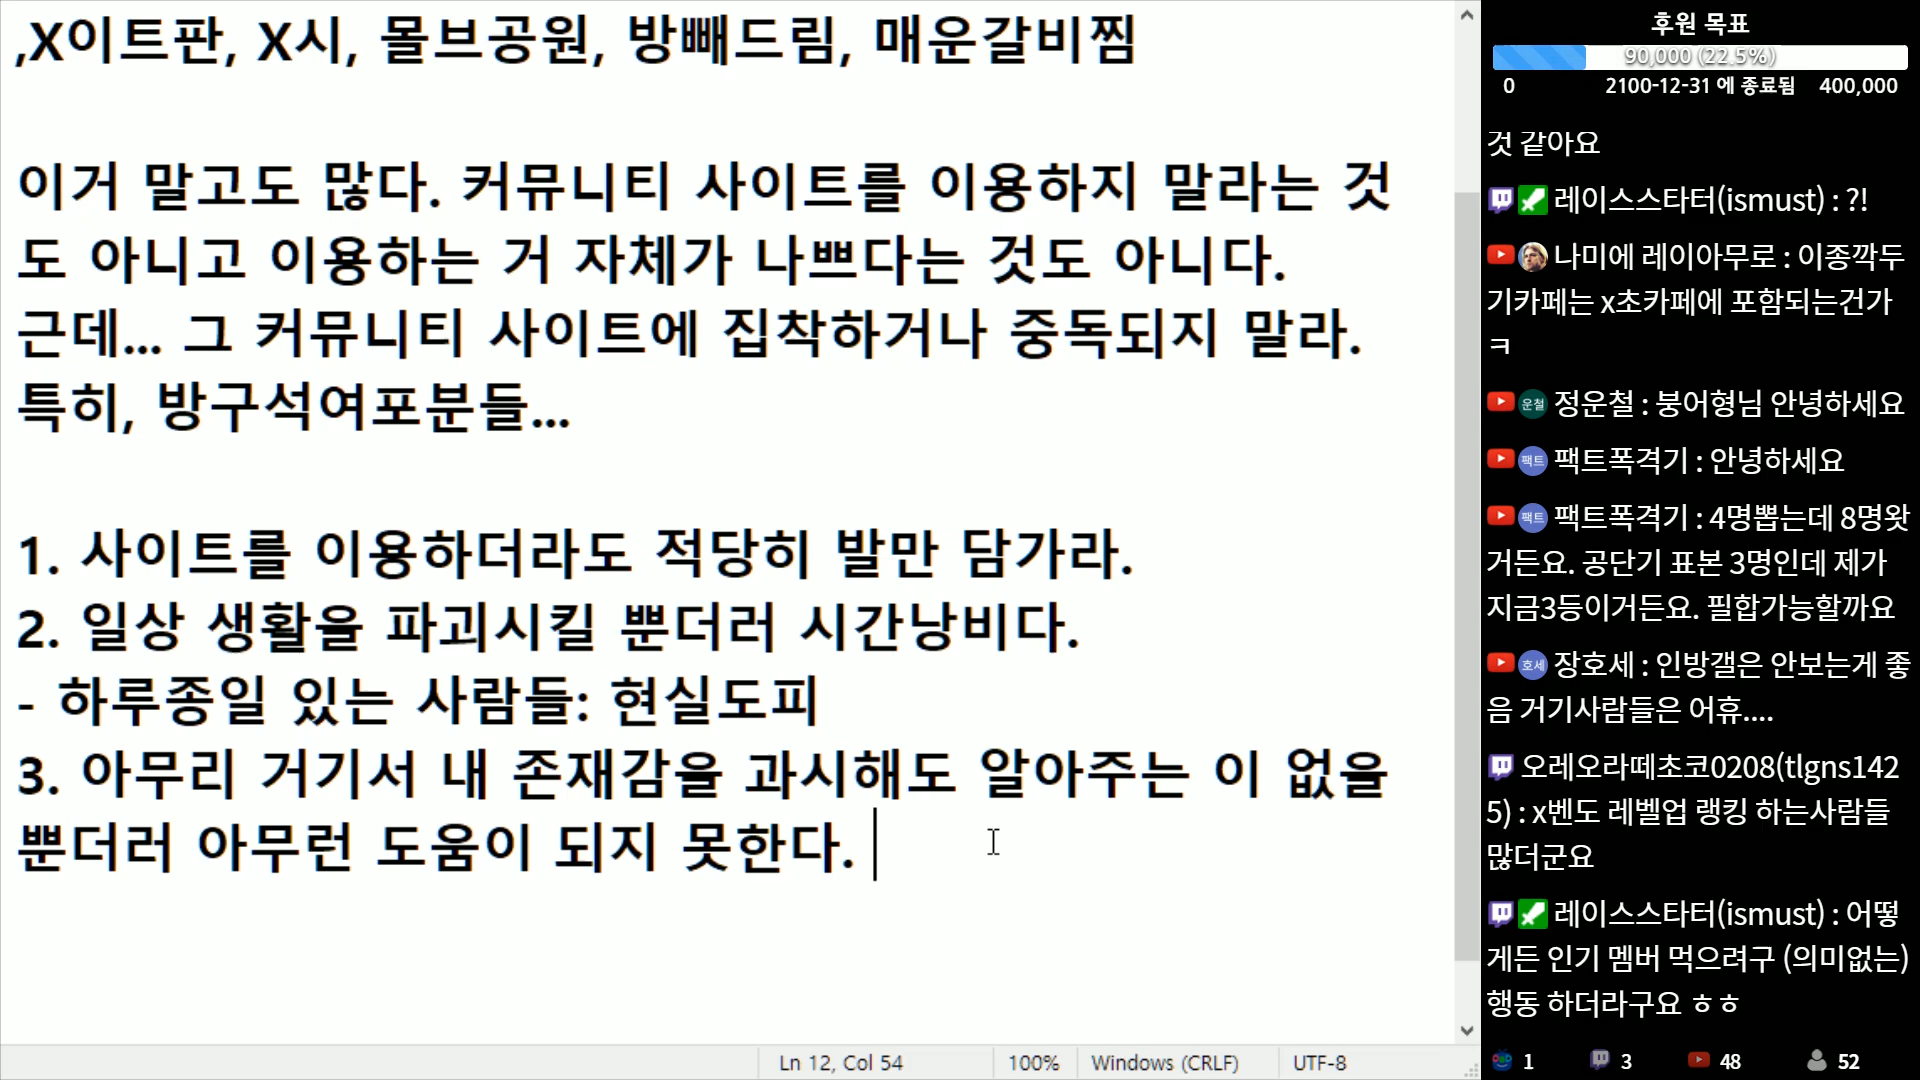 ,X이트판, X시, 몰브공원, 방빼드림, 매운갈비찜
이거 말고도 많다. 커뮤니티 사이트를 이용하지 말라는 것
도 아니고 이용하는 거 자체가 나쁘다는 것도 아니다.
근데... 그 커뮤니티 사이트에 집착하거나 중독되지 말라.
특히, 방구석여포분들...
1. 사이트를 이용하더라도 적당히 발만 담가라.
2. 일상 생활을 파괴시킬 뿐더러 시간낭비다.
- 하루종일 있는 사람들: 현실도피
3. 아무리 거기서 내 존재감을 과시해도 알아주는 이 없을
뿐더러 아무런 도움이 되지 못한다.
Ln 12, Col 54
100%
Windows (CRLF)
UTF-8
후원 목표
90,000 (22.5%)
0 2100-12-31 에 종료됨 400,000
것 같아요
레이스스타터(ismust) : ?!
나미에 레이아무로 : 이종깍두
기카페는 x초카페에 포함되는건가
ㅋ
운철 정운철 : 붕어형님 안녕하세요
팩트 팩트폭격기 : 안녕하세요
팩트 팩트폭격기 : 4명뽑는데 8명왓
거든요. 공단기 표본 3명인데 제가
지금3등이거든요. 필합가능할까요
호세 장호세 : 인방갤은 안보는게 좋
음 거기사람들은 어휴....
오레오라떼초코0208(tlgns142
5) : x벤도 레벨업 랭킹 하는사람들
많더군요
레이스스타터(ismust) : 어떻
게든 인기 멤버 먹으려구 (의미없는)
행동 하더라구요 ㅎㅎ
1 3 48 52